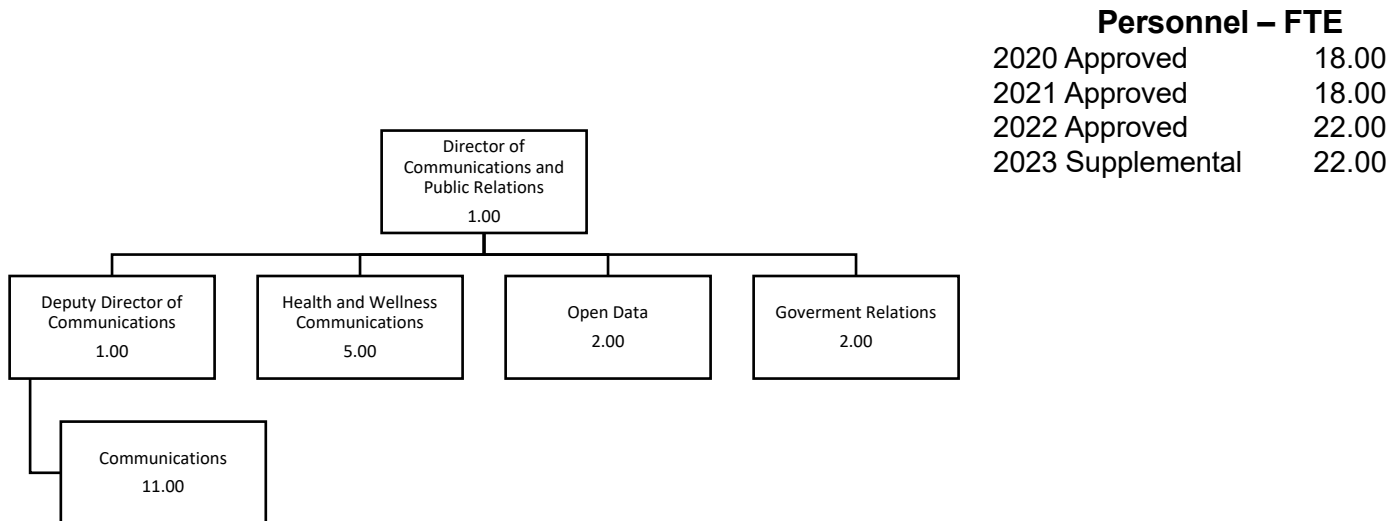 Personnel – FTE
2020 Approved 18.00
2021 Approved 18.00
2022 Approved 22.00
2023 Supplemental 22.00
Director of
Communications and
Public Relations
1.00
Deputy Director of
Communications
1.00
Health and Wellness
Communications
5.00
Open Data
2.00
Goverment Relations
2.00
Communications
11.00